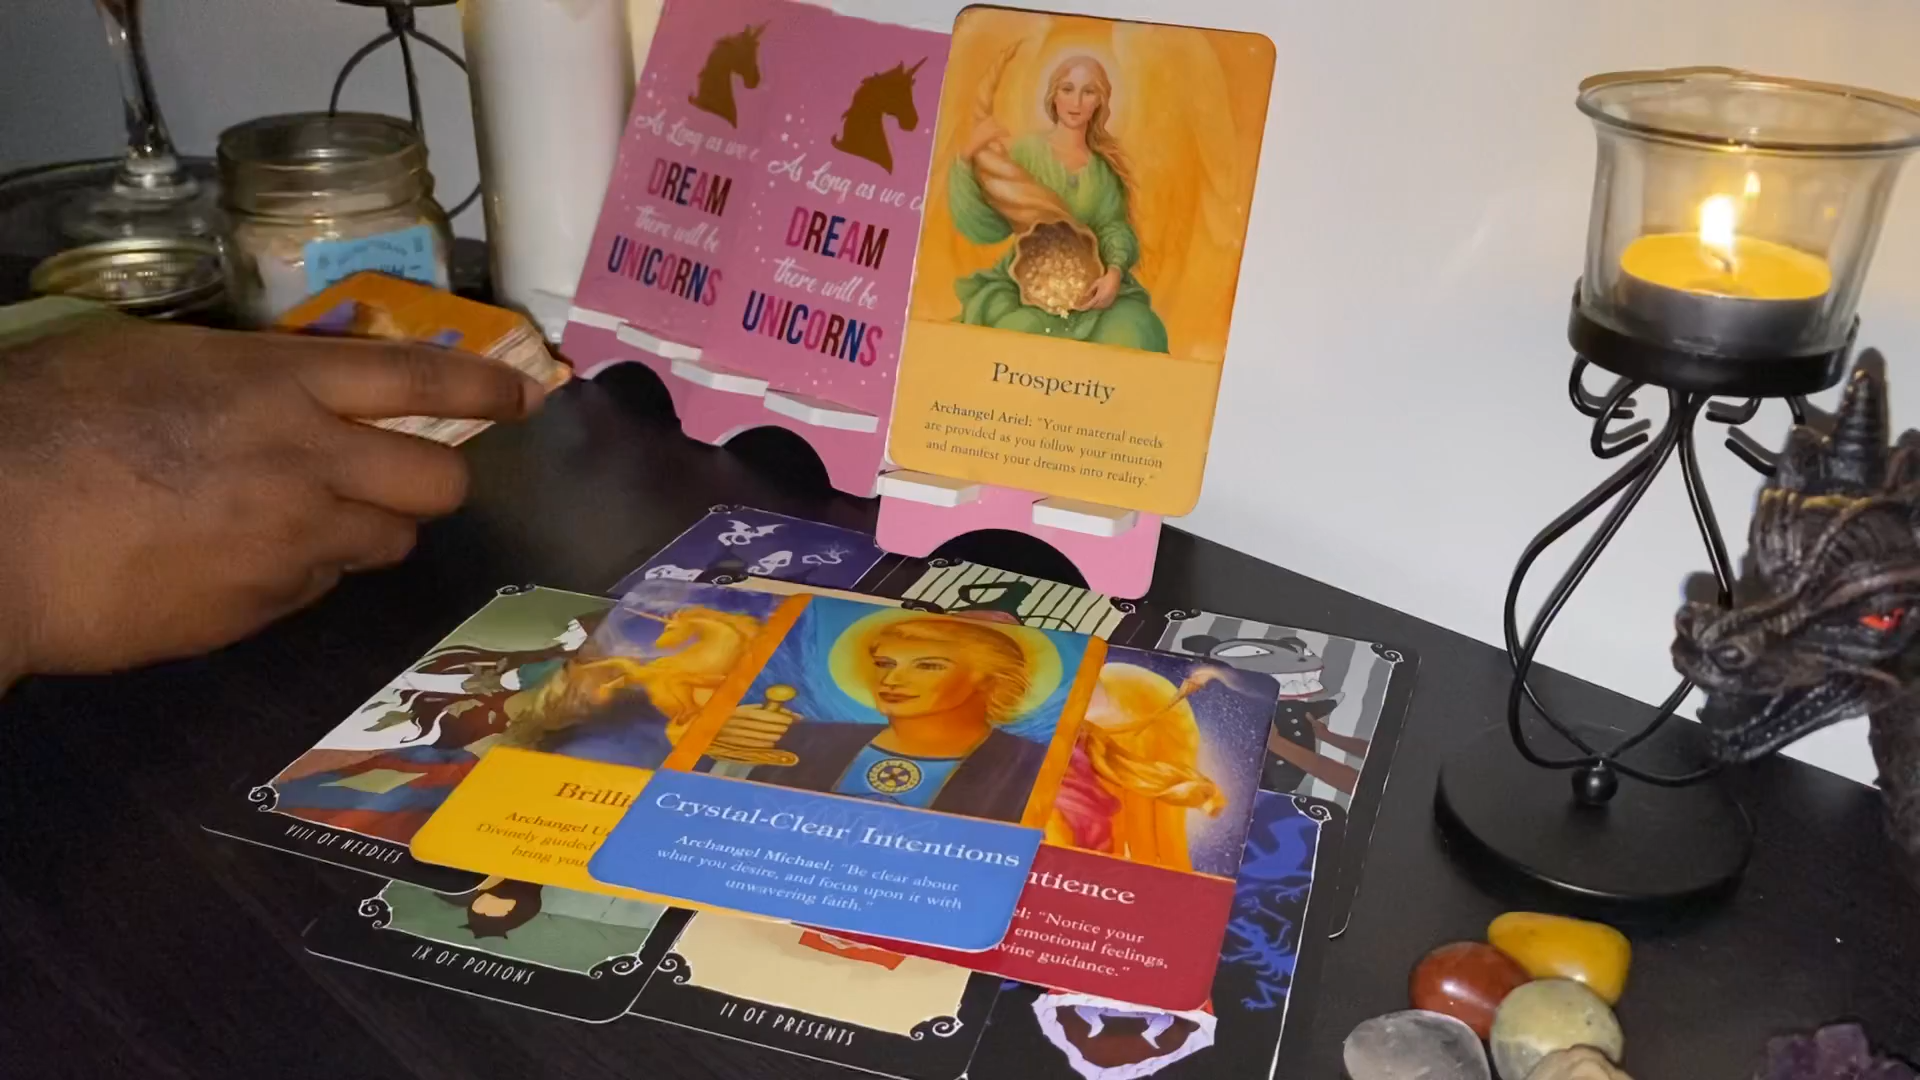 As Long as we
DREAM
there will be
UNICORNS
As Long as we c
DREAM
there will be
UNICORNS
Prosperity
Archangel Ariel: "Your material needs
are provided as you follow your intuition
and manifest your dreams into reality."
Brilli
Archangel U
Divinely guided
bring you
Crystal-Clear Intentions
Archangel Michael: "Be clear about
what you desire, and focus upon it with
unwavering faith."
ntience
el: "Notice your
emotional feelings,
vine guidance."
VIII OF NEEDLES
IX OF POTIONS
II OF PRESENTS